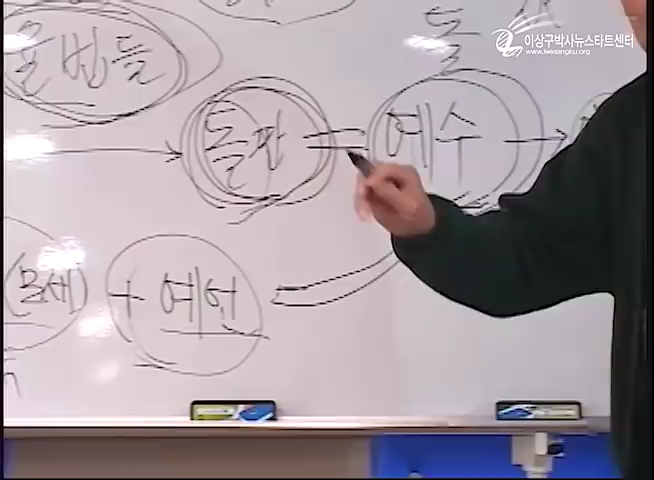 이상구박사뉴스타트센터
www.leesangku.org
율법들
돌
돌판 = 예수 →
(모세) + 예언